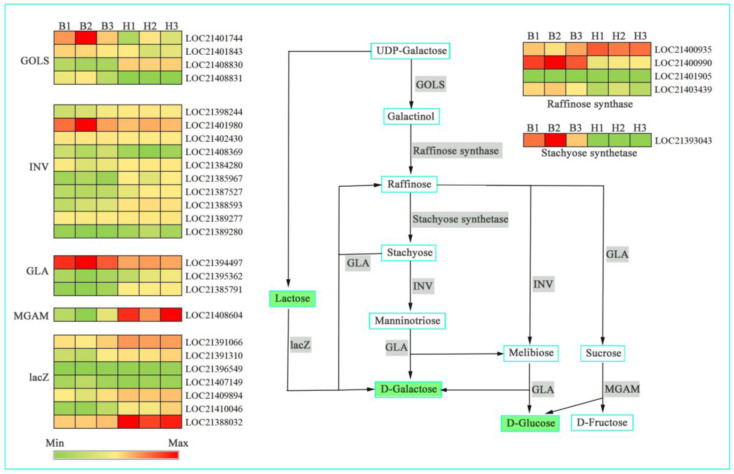 B1 B2 B3 H1 H2 H3
GOLS
LOC21401744
LOC21401843
LOC21408830
LOC21408831
INV
LOC21398244
LOC21401980
LOC21402430
LOC21408369
LOC21384280
LOC21385967
LOC21387527
LOC21388593
LOC21389277
LOC21389280
GLA
LOC21394497
LOC21395362
LOC21385791
MGAM
LOC21408604
lacZ
LOC21391066
LOC21391310
LOC21396549
LOC21407149
LOC21409894
LOC21410046
LOC21388032
Min Max
UDP-Galactose
GOLS
Galactinol
Raffinose synthase
Raffinose
Stachyose synthetase
Stachyose
GLA
GLA
INV
INV
Lactose
Manninotriose
lacZ
GLA
Melibiose
Sucrose
D-Galactose
GLA
MGAM
D-Glucose
D-Fructose
B1 B2 B3 H1 H2 H3
LOC21400935
LOC21400990
LOC21401905
LOC21403439
Raffinose synthase
B1 B2 B3 H1 H2 H3
LOC21393043
Stachyose synthetase